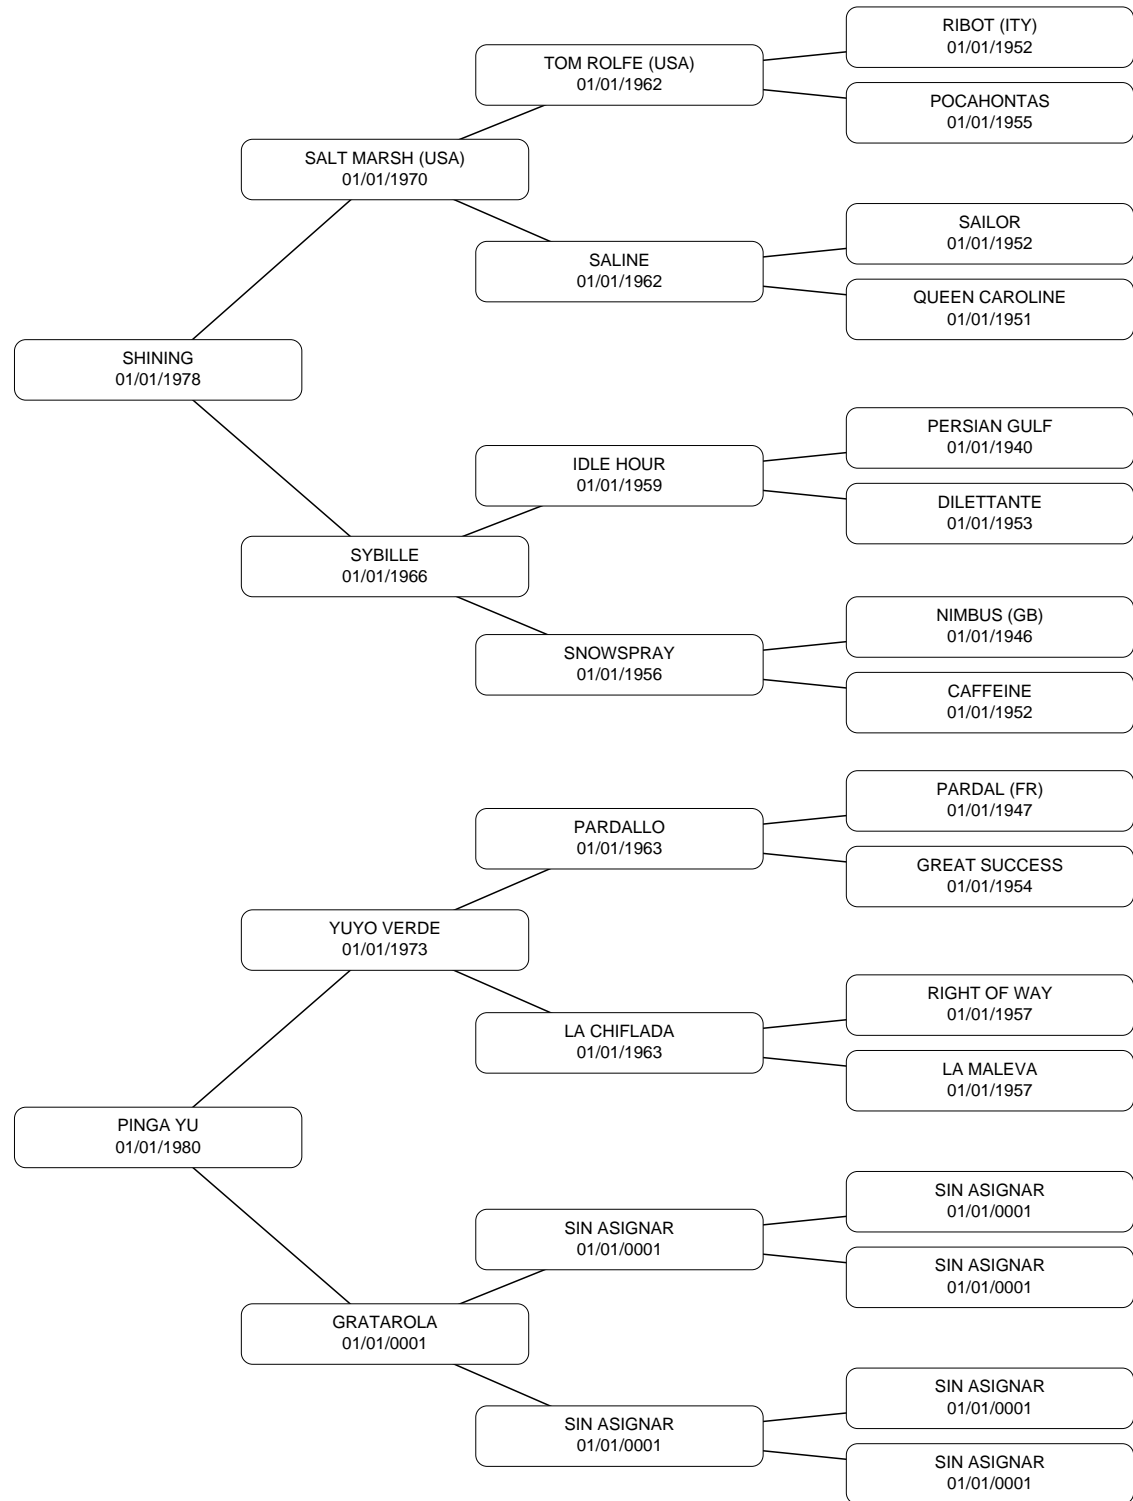 RIBOT (ITY)
01/01/1952
TOM ROLFE (USA)
01/01/1962
POCAHONTAS
01/01/1955
SALT MARSH (USA)
01/01/1970
SAILOR
01/01/1952
SALINE
01/01/1962
QUEEN CAROLINE
01/01/1951
SHINING
01/01/1978
PERSIAN GULF
01/01/1940
IDLE HOUR
01/01/1959
DILETTANTE
01/01/1953
SYBILLE
01/01/1966
NIMBUS (GB)
01/01/1946
SNOWSPRAY
01/01/1956
CAFFEINE
01/01/1952
PARDAL (FR)
01/01/1947
PARDALLO
01/01/1963
GREAT SUCCESS
01/01/1954
YUYO VERDE
01/01/1973
RIGHT OF WAY
01/01/1957
LA CHIFLADA
01/01/1963
LA MALEVA
01/01/1957
PINGA YU
01/01/1980
SIN ASIGNAR
01/01/0001
SIN ASIGNAR
01/01/0001
SIN ASIGNAR
01/01/0001
GRATAROLA
01/01/0001
SIN ASIGNAR
01/01/0001
SIN ASIGNAR
01/01/0001
SIN ASIGNAR
01/01/0001